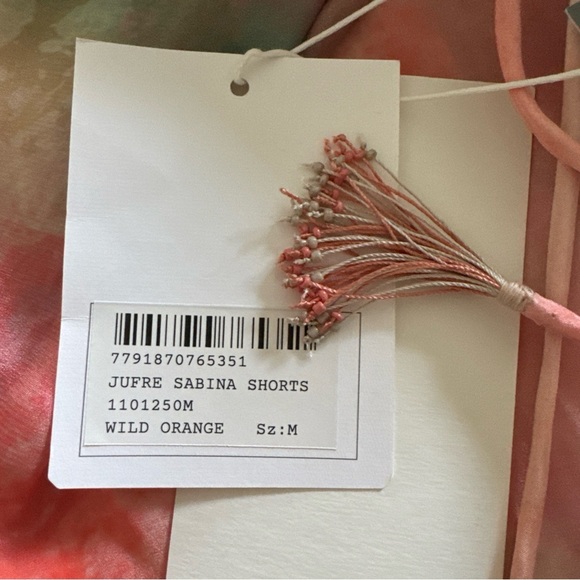 7791870765351
JUFRE SABINA SHORTS
1101250M
WILD ORANGE Sz:M